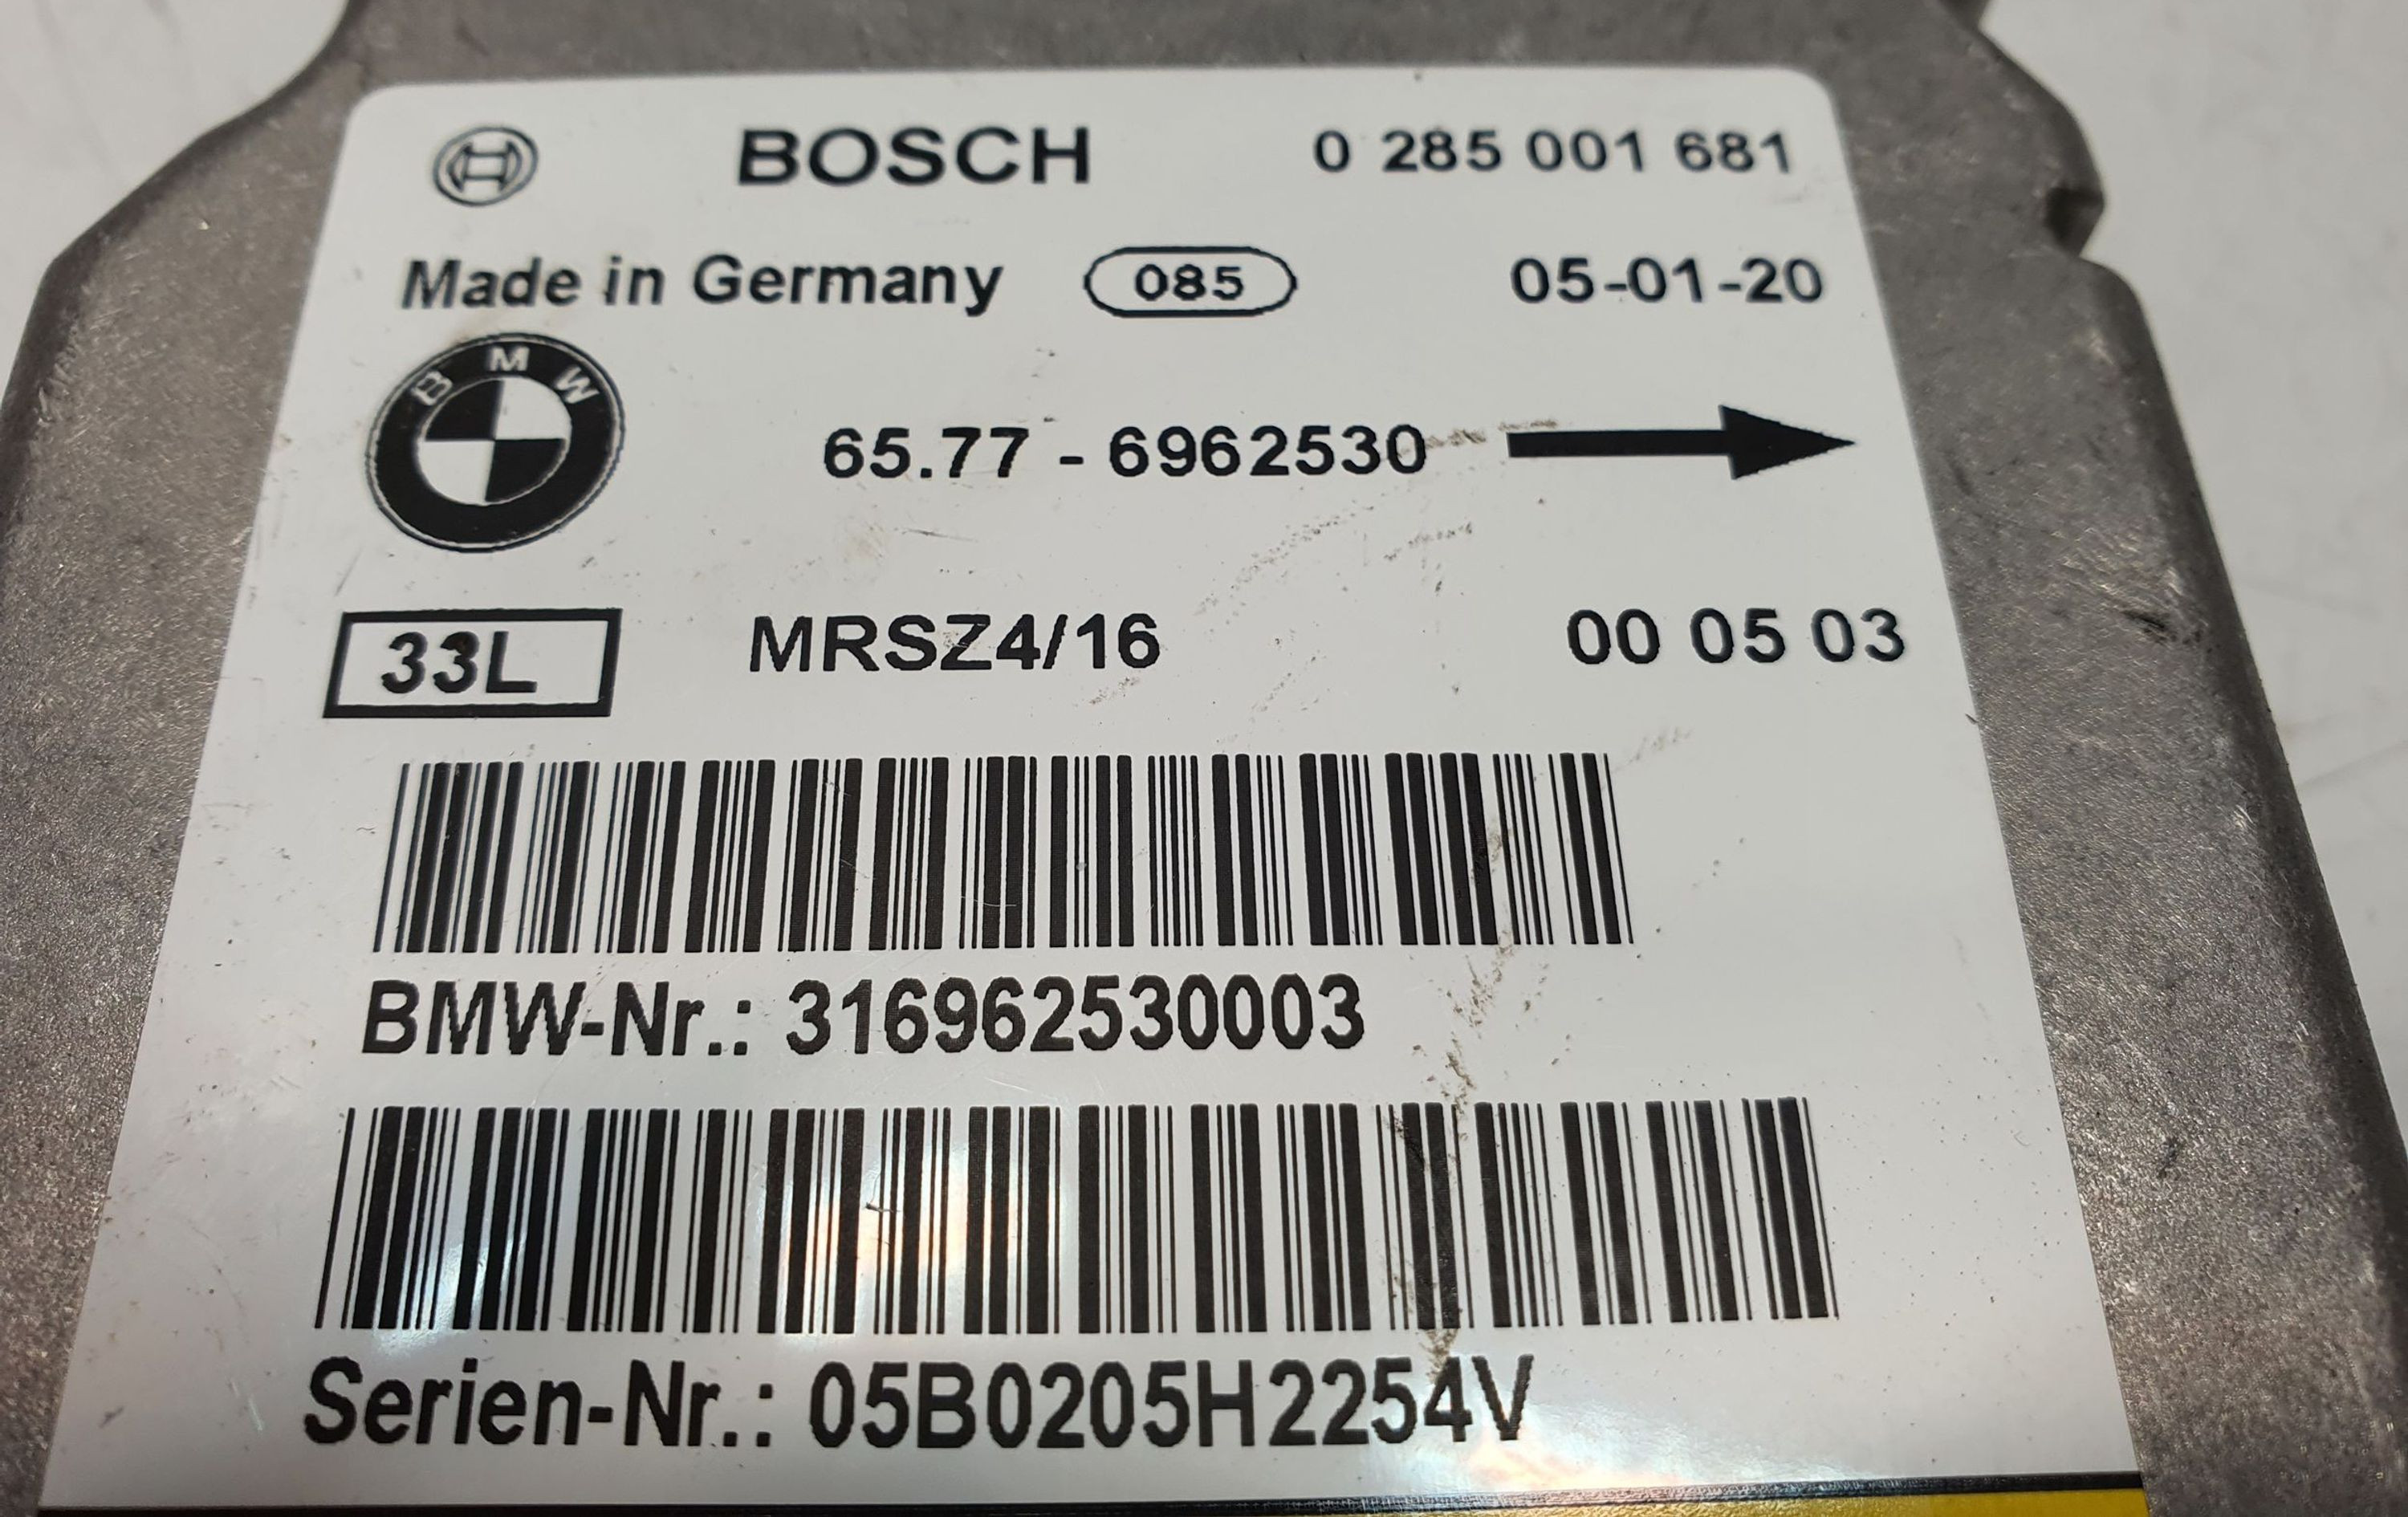 BOSCH 0 285 001 681
Made in Germany 085 05-01-20
BMW
65.77 - 6962530
33L MRSZ4/16 00 05 03
BMW-Nr.: 316962530003
Serien-Nr.: 05B0205H2254V